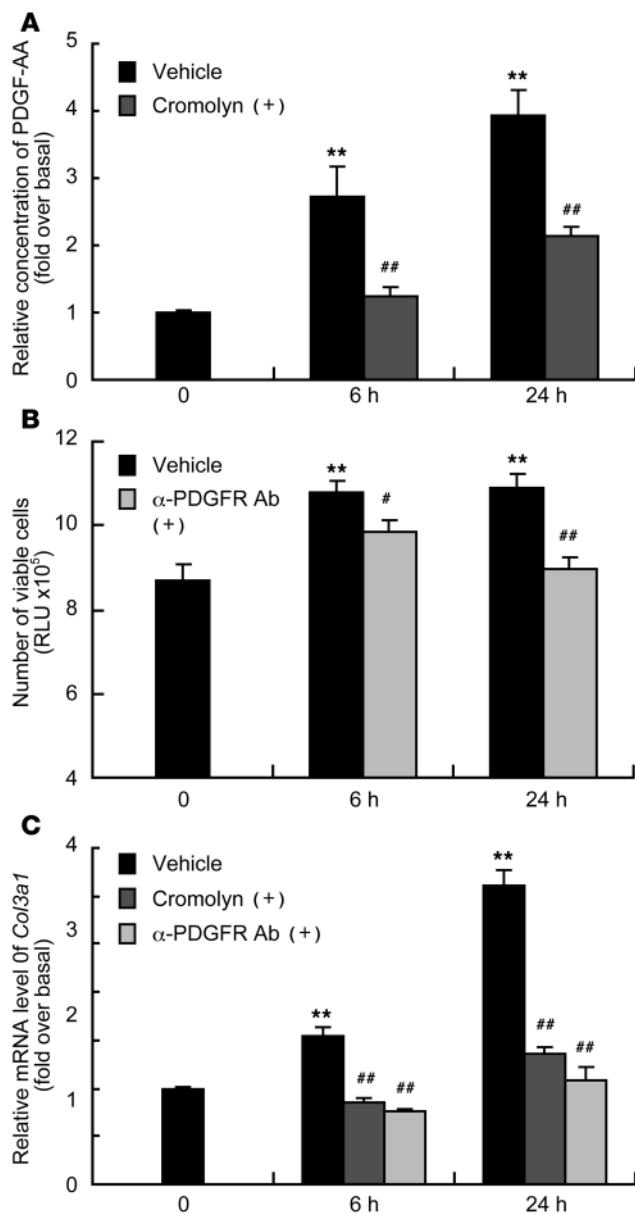 A
Relative concentration of PDGF-AA
(fold over basal)
5
4
3
2
1
0
Vehicle
Cromolyn (+)
**
##
**
##
0 6 h 24 h
B
Number of viable cells
(RLU x10⁵)
12
10
8
6
4
Vehicle
α-PDGFR Ab
(+)
**
#
**
##
0 6 h 24 h
C
Relative mRNA level 0f Col3a1
(fold over basal)
4
3
2
1
0
Vehicle
Cromolyn (+)
α-PDGFR Ab (+)
**
##
##
**
##
##
0 6 h 24 h